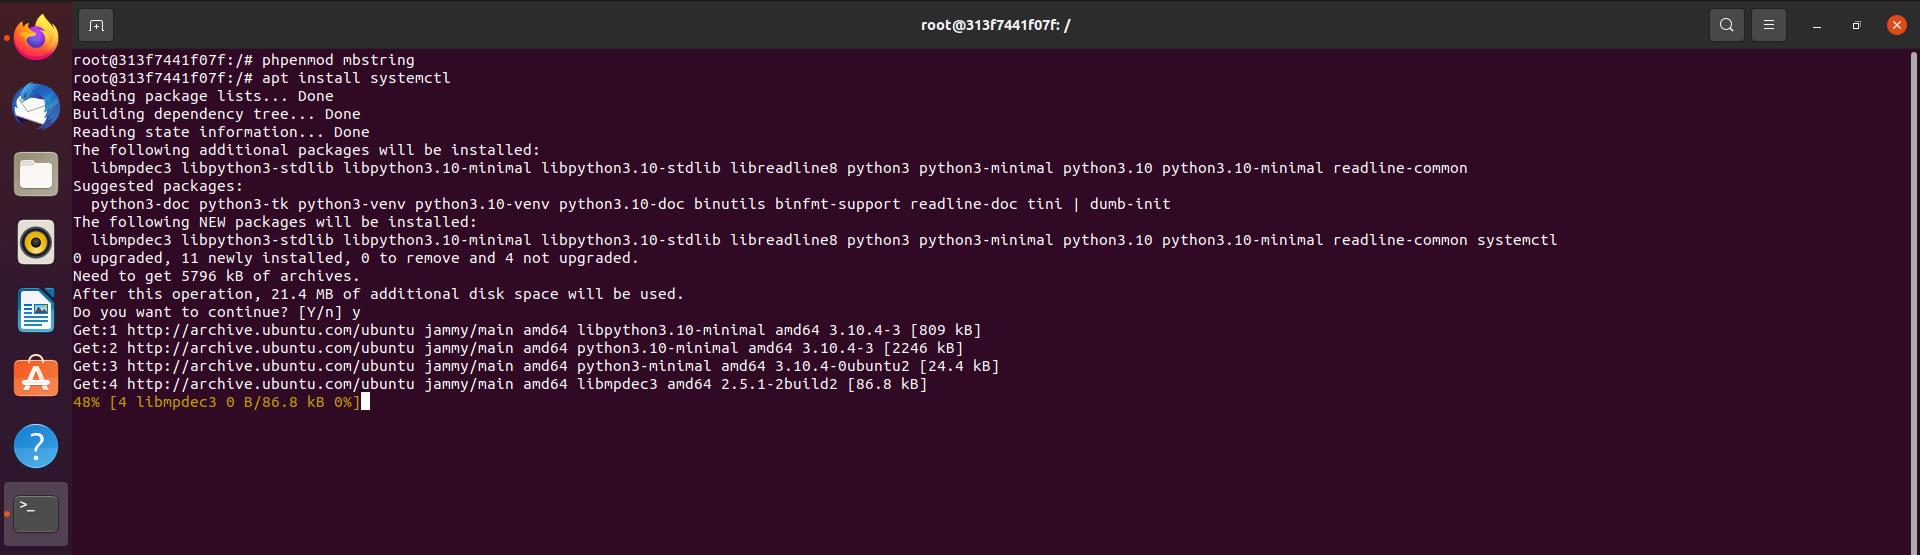 root@313f7441f07f: /
root@313f7441f07f:/# phpenmod mbstring
root@313f7441f07f:/# apt install systemctl
Reading package lists... Done
Building dependency tree... Done
Reading state information... Done
The following additional packages will be installed:
  libmpdec3 libpython3-stdlib libpython3.10-minimal libpython3.10-stdlib libreadline8 python3 python3-minimal python3.10 python3.10-minimal readline-common
Suggested packages:
  python3-doc python3-tk python3-venv python3.10-venv python3.10-doc binutils binfmt-support readline-doc tini | dumb-init
The following NEW packages will be installed:
  libmpdec3 libpython3-stdlib libpython3.10-minimal libpython3.10-stdlib libreadline8 python3 python3-minimal python3.10 python3.10-minimal readline-common systemctl
0 upgraded, 11 newly installed, 0 to remove and 4 not upgraded.
Need to get 5796 kB of archives.
After this operation, 21.4 MB of additional disk space will be used.
Do you want to continue? [Y/n] y
Get:1 http://archive.ubuntu.com/ubuntu jammy/main amd64 libpython3.10-minimal amd64 3.10.4-3 [809 kB]
Get:2 http://archive.ubuntu.com/ubuntu jammy/main amd64 python3.10-minimal amd64 3.10.4-3 [2246 kB]
Get:3 http://archive.ubuntu.com/ubuntu jammy/main amd64 python3-minimal amd64 3.10.4-0ubuntu2 [24.4 kB]
Get:4 http://archive.ubuntu.com/ubuntu jammy/main amd64 libmpdec3 amd64 2.5.1-2build2 [86.8 kB]
48% [4 libmpdec3 0 B/86.8 kB 0%]